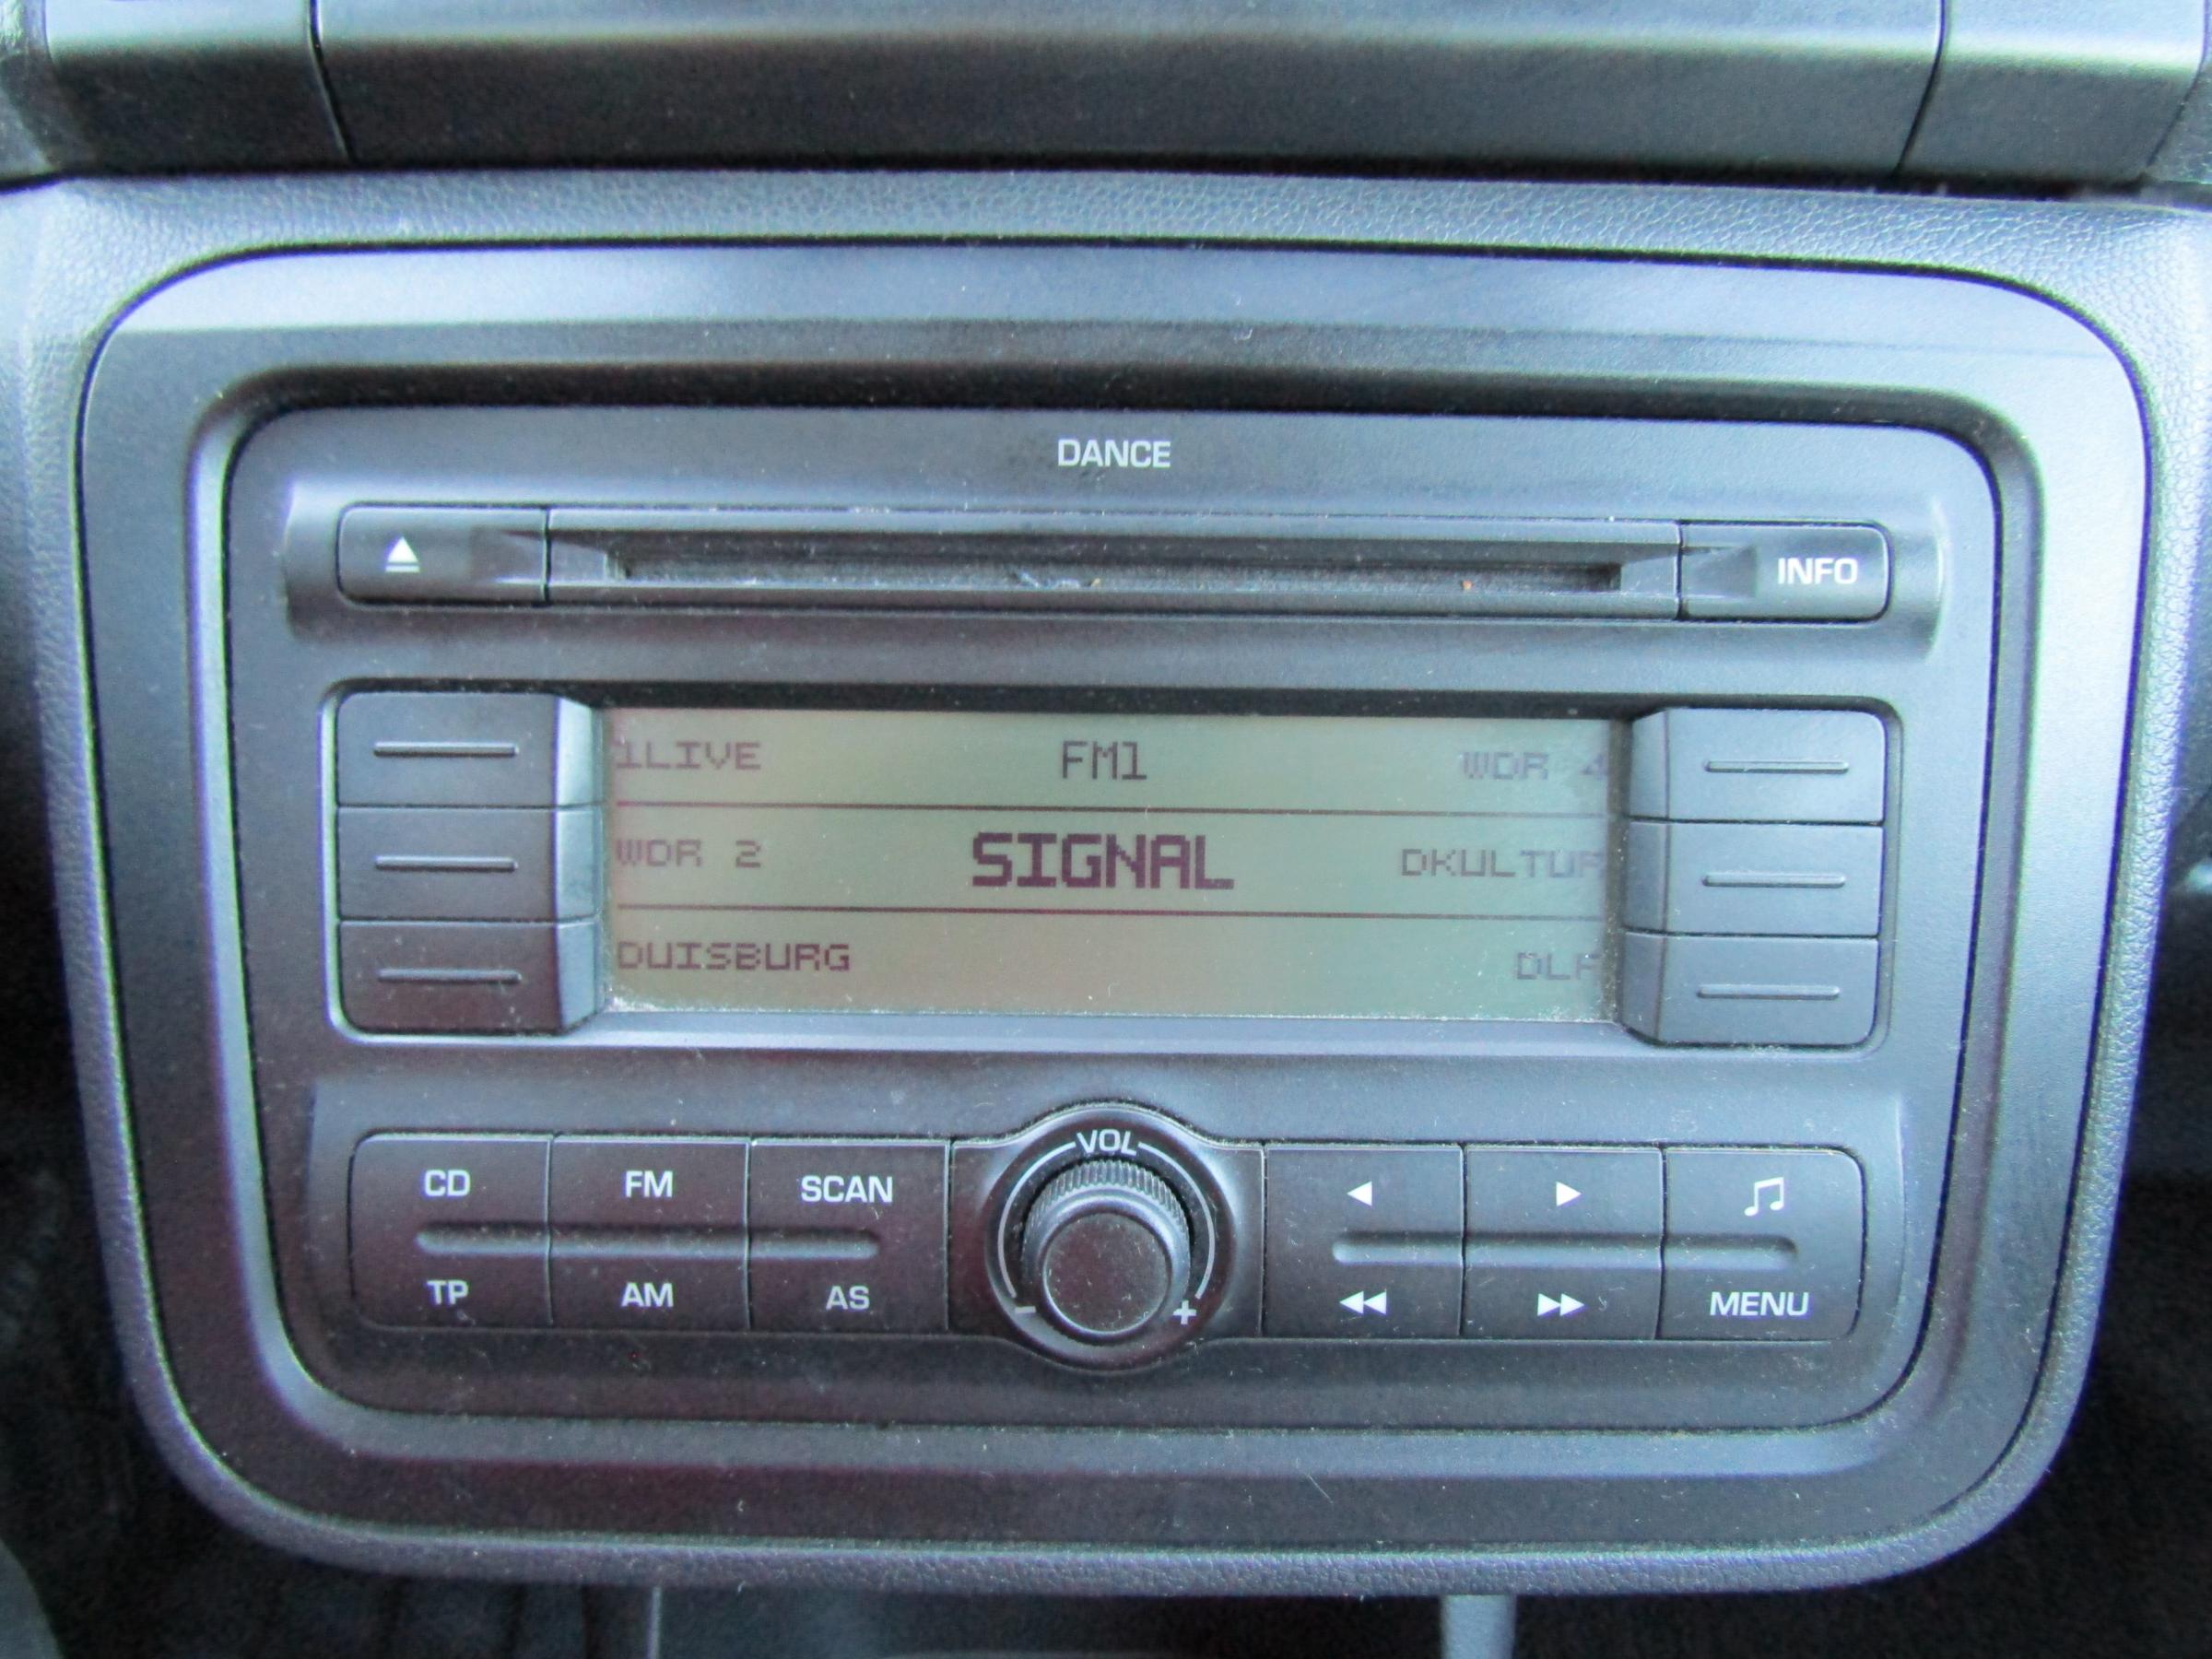 DANCE
INFO
1LIVE FM1 WDR 4
WDR 2 SIGNAL DKULTUR
DUISBURG DLF
VOL
CD FM SCAN
TP AM AS - + MENU